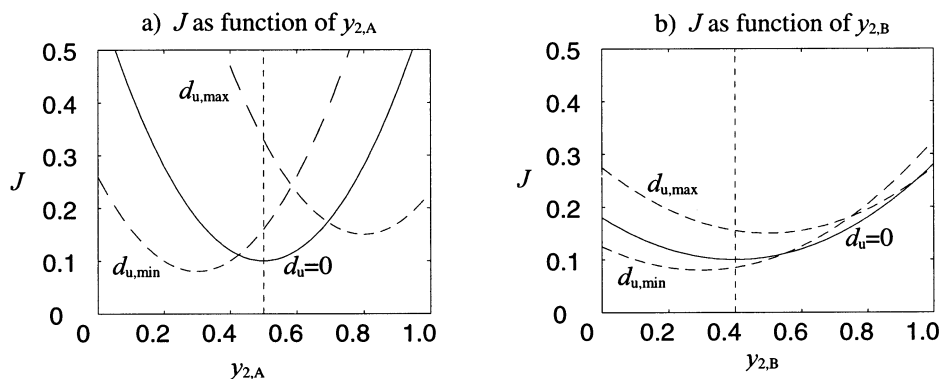 a) J as function of y2,A
0.5
0.4
0.3
0.2
0.1
0
J
du,max
du,min
du=0
0 0.2 0.4 0.6 0.8 1.0
y2,A
b) J as function of y2,B
0.5
0.4
0.3
0.2
0.1
0
J
du,max
du=0
du,min
0 0.2 0.4 0.6 0.8 1.0
y2,B